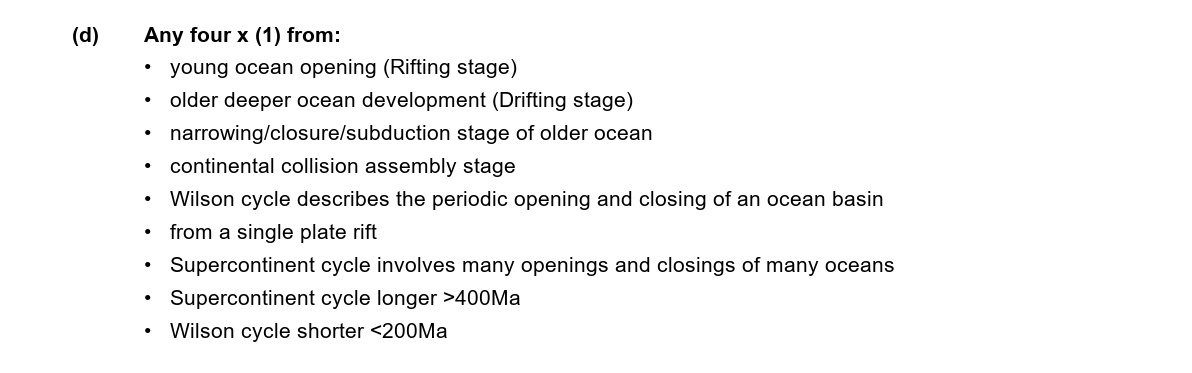 (d) Any four x (1) from:
• young ocean opening (Rifting stage)
• older deeper ocean development (Drifting stage)
• narrowing/closure/subduction stage of older ocean
• continental collision assembly stage
• Wilson cycle describes the periodic opening and closing of an ocean basin
• from a single plate rift
• Supercontinent cycle involves many openings and closings of many oceans
• Supercontinent cycle longer >400Ma
• Wilson cycle shorter <200Ma